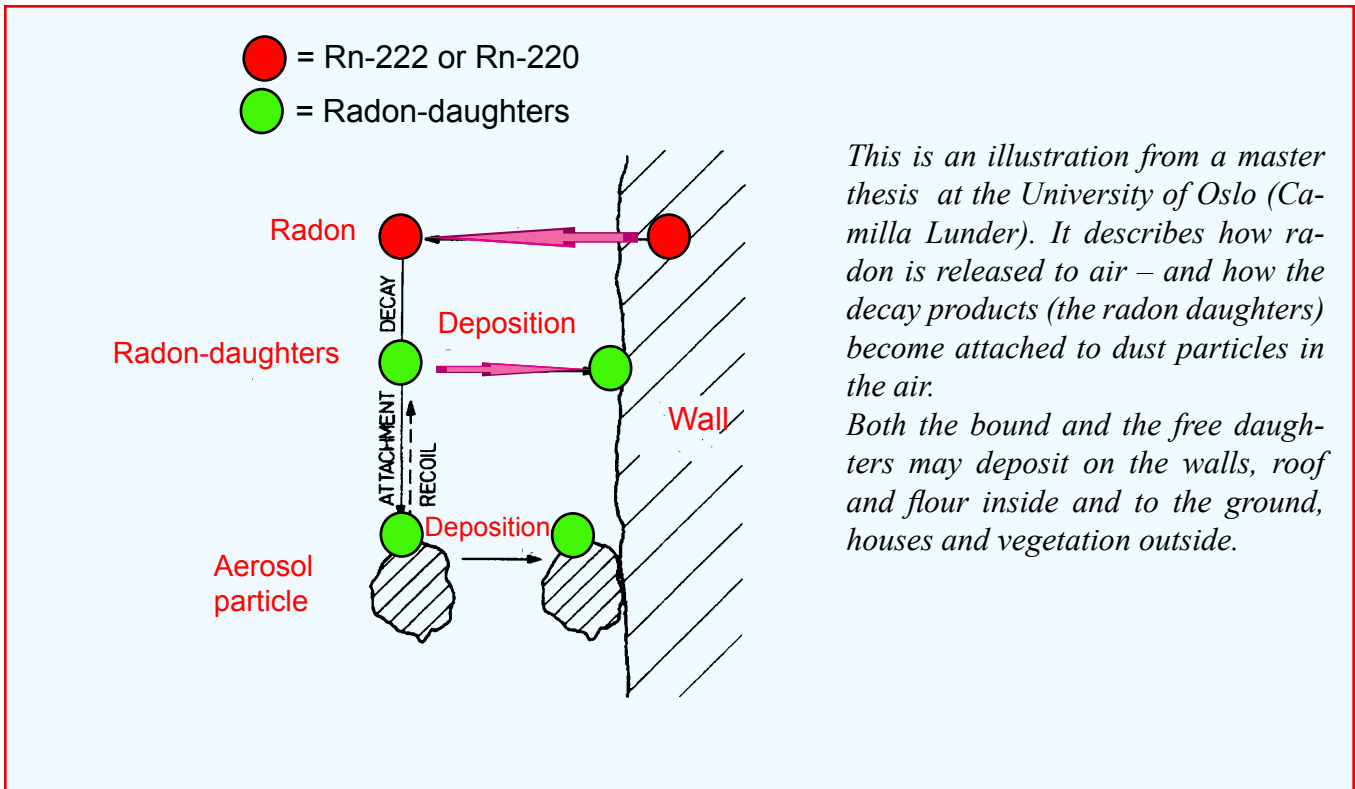 = Rn-222 or Rn-220
= Radon-daughters
Radon
DECAY
Deposition
Radon-daughters
ATTACHMENT
RECOIL
Wall
Deposition
Aerosol
particle
This is an illustration from a master
thesis at the University of Oslo (Ca-
milla Lunder). It describes how ra-
don is released to air – and how the
decay products (the radon daughters)
become attached to dust particles in
the air.
Both the bound and the free daugh-
ters may deposit on the walls, roof
and flour inside and to the ground,
houses and vegetation outside.